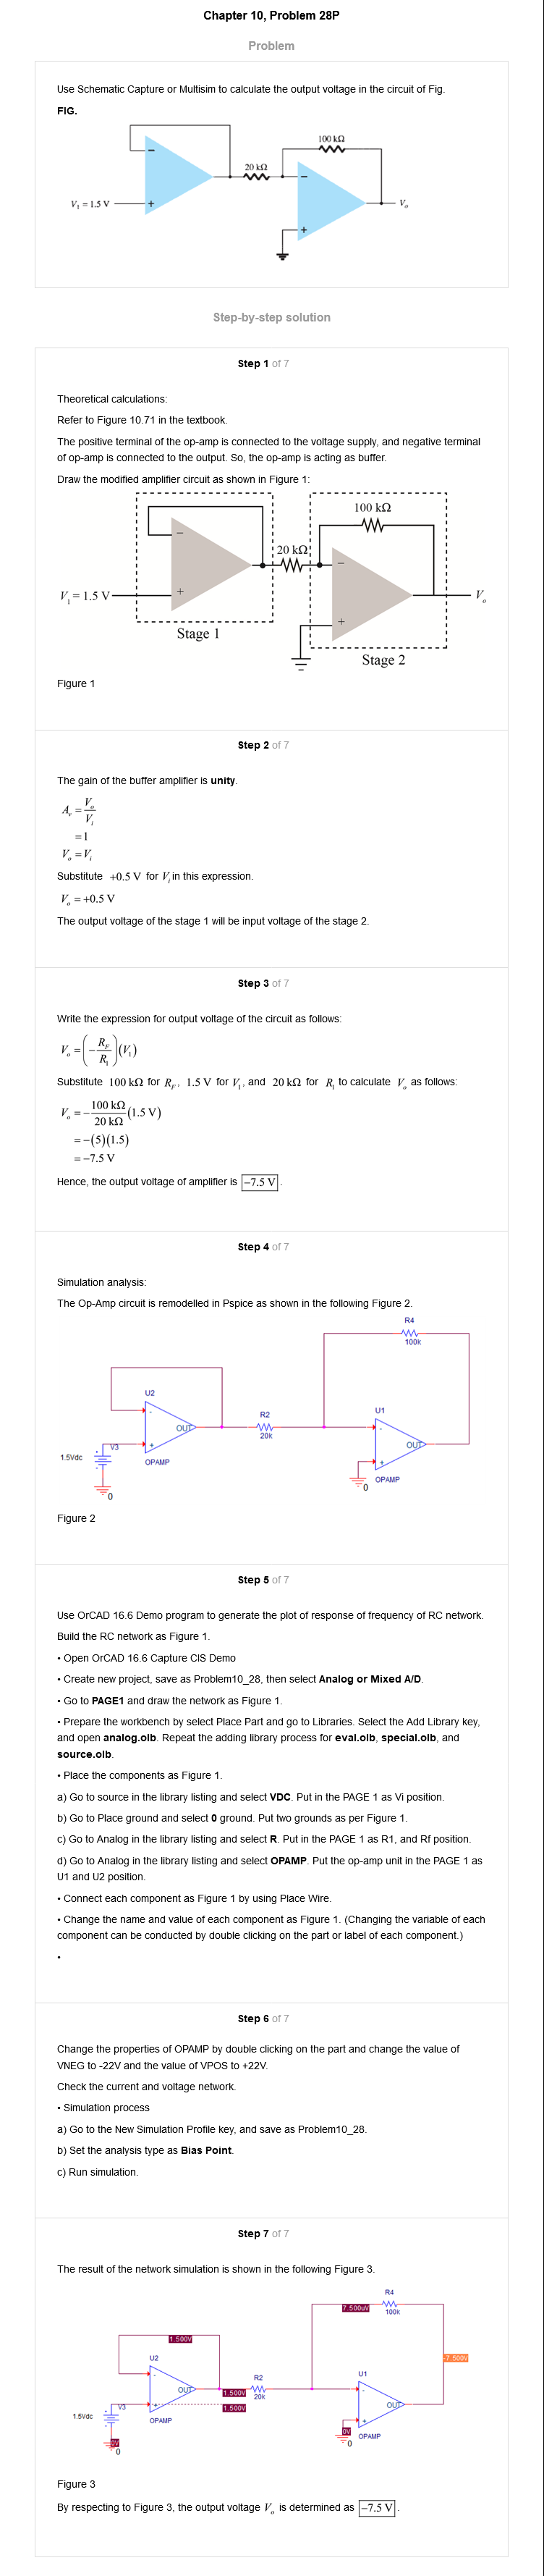 Chapter 10, Problem 28P
Problem
Use Schematic Capture or Multisim to calculate the output voltage in the circuit of Fig.
FIG.
100 kΩ
20 kΩ
−
−
V₁ = 1.5 V
+
Vₒ
+
Step-by-step solution
Step 1 of 7
Theoretical calculations:
Refer to Figure 10.71 in the textbook.
The positive terminal of the op-amp is connected to the voltage supply, and negative terminal
of op-amp is connected to the output. So, the op-amp is acting as buffer.
Draw the modified amplifier circuit as shown in Figure 1:
100 kΩ
−
20 kΩ
−
V₁ = 1.5 V
+
Vₒ
+
Stage 1
Stage 2
Figure 1
Step 2 of 7
The gain of the buffer amplifier is unity.
Aᵥ = Vₒ/Vᵢ
= 1
Vₒ = Vᵢ
Substitute +0.5 V for Vᵢ in this expression.
Vₒ = +0.5 V
The output voltage of the stage 1 will be input voltage of the stage 2.
Step 3 of 7
Write the expression for output voltage of the circuit as follows:
Vₒ = (−R_F/R₁)(V₁)
Substitute 100 kΩ for R_F, 1.5 V for V₁, and 20 kΩ for R₁ to calculate Vₒ as follows:
Vₒ = −100 kΩ/20 kΩ (1.5 V)
= −(5)(1.5)
= −7.5 V
Hence, the output voltage of amplifier is −7.5 V.
Step 4 of 7
Simulation analysis:
The Op-Amp circuit is remodelled in Pspice as shown in the following Figure 2.
R4
100k
U2
R2
U1
-
-
OUT
20k
OUT
1.5Vdc
V3
+
OPAMP
+
OPAMP
0
0
Figure 2
Step 5 of 7
Use OrCAD 16.6 Demo program to generate the plot of response of frequency of RC network.
Build the RC network as Figure 1.
• Open OrCAD 16.6 Capture CIS Demo
• Create new project, save as Problem10_28, then select Analog or Mixed A/D.
• Go to PAGE1 and draw the network as Figure 1.
• Prepare the workbench by select Place Part and go to Libraries. Select the Add Library key,
and open analog.olb. Repeat the adding library process for eval.olb, special.olb, and
source.olb.
• Place the components as Figure 1.
a) Go to source in the library listing and select VDC. Put in the PAGE 1 as Vi position.
b) Go to Place ground and select 0 ground. Put two grounds as per Figure 1.
c) Go to Analog in the library listing and select R. Put in the PAGE 1 as R1, and Rf position.
d) Go to Analog in the library listing and select OPAMP. Put the op-amp unit in the PAGE 1 as
U1 and U2 position.
• Connect each component as Figure 1 by using Place Wire.
• Change the name and value of each component as Figure 1. (Changing the variable of each
component can be conducted by double clicking on the part or label of each component.)
•
Step 6 of 7
Change the properties of OPAMP by double clicking on the part and change the value of
VNEG to -22V and the value of VPOS to +22V.
Check the current and voltage network.
• Simulation process
a) Go to the New Simulation Profile key, and save as Problem10_28.
b) Set the analysis type as Bias Point.
c) Run simulation.
Step 7 of 7
The result of the network simulation is shown in the following Figure 3.
R4
7.500uV
100k
1.500V
-7.500V
U2
R2
U1
-
-
OUT
1.500V
20k
V3
+
1.500V
OUT
1.5Vdc
OPAMP
0V
+
OPAMP
0V
0
0
Figure 3
By respecting to Figure 3, the output voltage Vₒ is determined as −7.5 V.